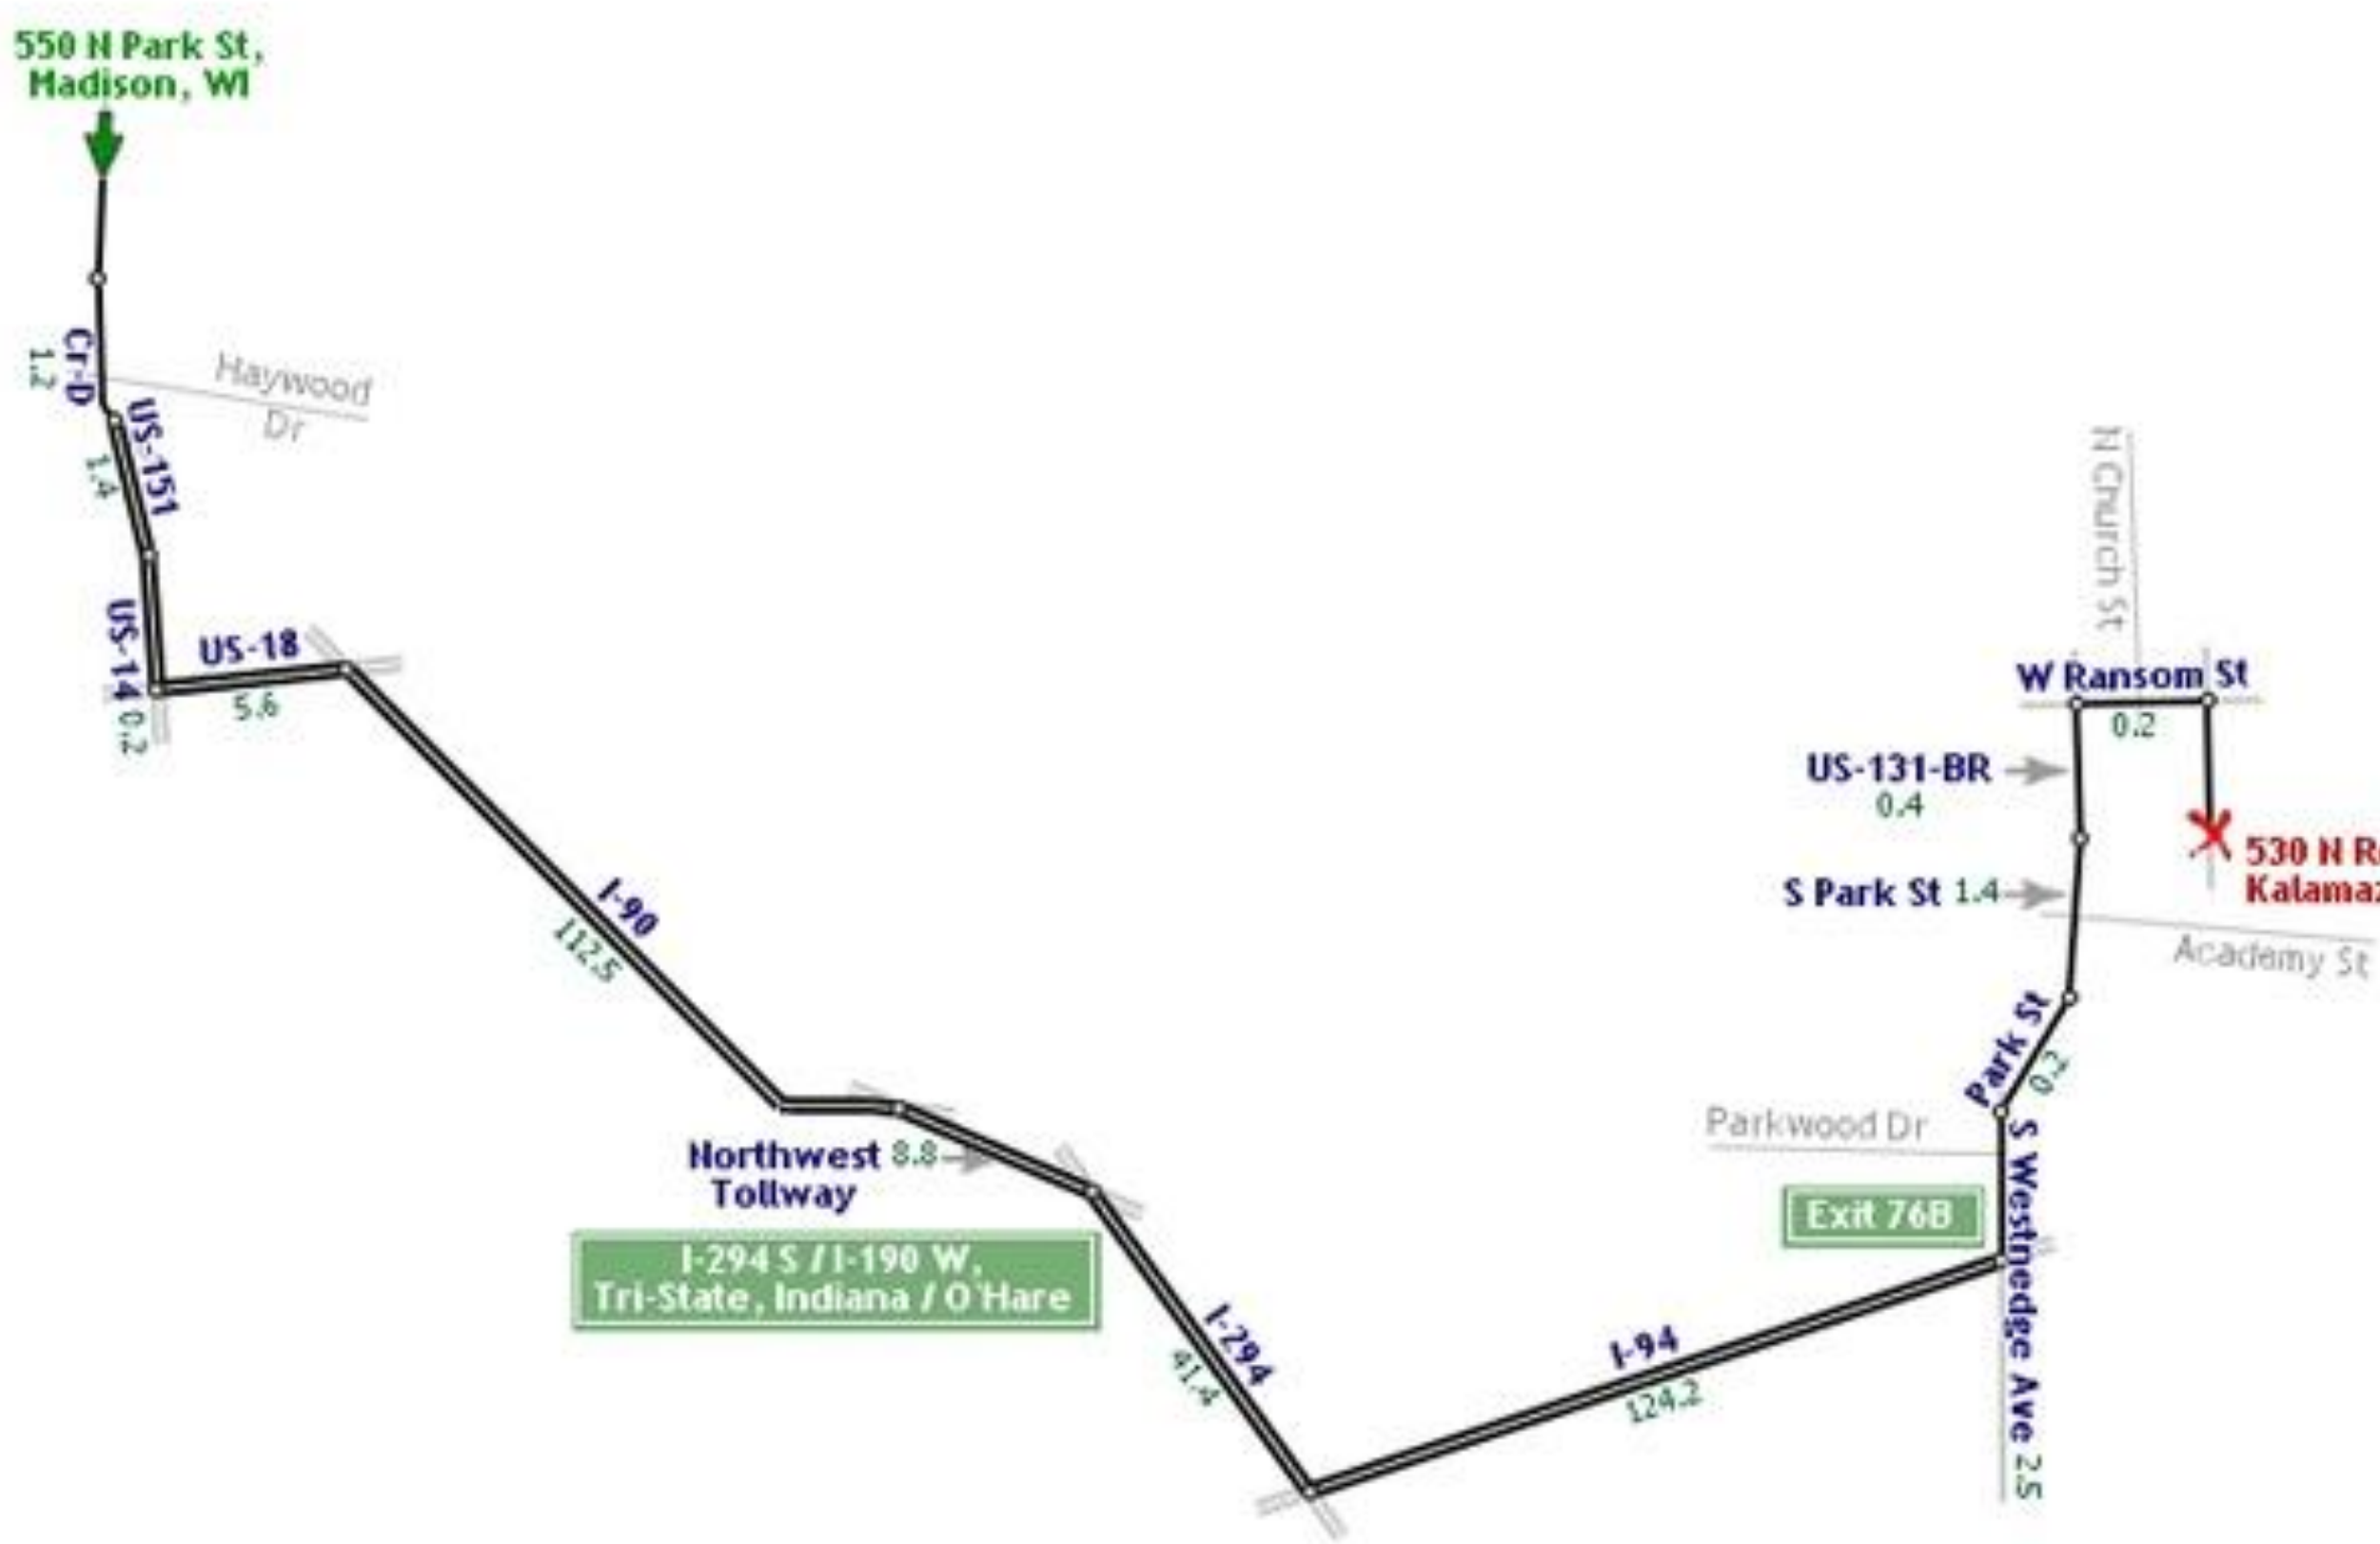 550 N Park St,
Madison, WI
Cr-D
1.2
Haywood
Dr
US-151
1.4
US-14 0.2
US-18
5.6
I-90
112.5
Northwest 8.8
Tollway
I-294 S / I-190 W,
Tri-State, Indiana / O'Hare
I-294
41.4
I-94
124.2
Exit 76B
S Westnedge Ave 2.5
Parkwood Dr
Park St
0.2
S Park St 1.4
Academy St
US-131-BR
0.4
W Ransom St
0.2
N Church St
530 N R
Kalama